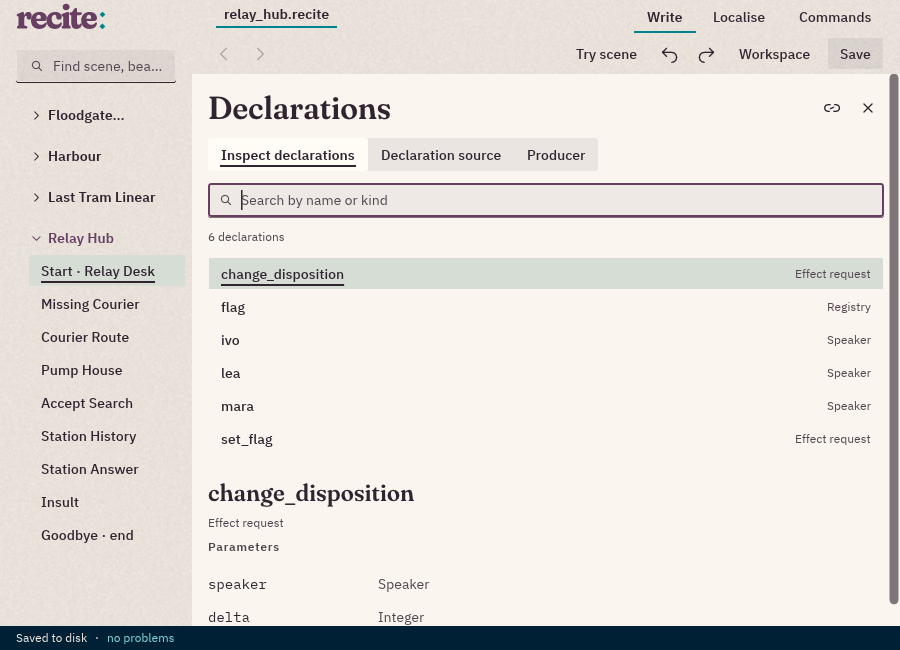 recite:
relay_hub.recite
Write
Localise
Commands
Find scene, bea...
Try scene
Workspace
Save
Floodgate...
Harbour
Last Tram Linear
Relay Hub
Start · Relay Desk
Missing Courier
Courier Route
Pump House
Accept Search
Station History
Station Answer
Insult
Goodbye · end
Declarations
Inspect declarations
Declaration source
Producer
Search by name or kind
6 declarations
change_disposition Effect request
flag Registry
ivo Speaker
lea Speaker
mara Speaker
set_flag Effect request
change_disposition
Effect request
Parameters
speaker Speaker
delta Integer
Saved to disk · no problems